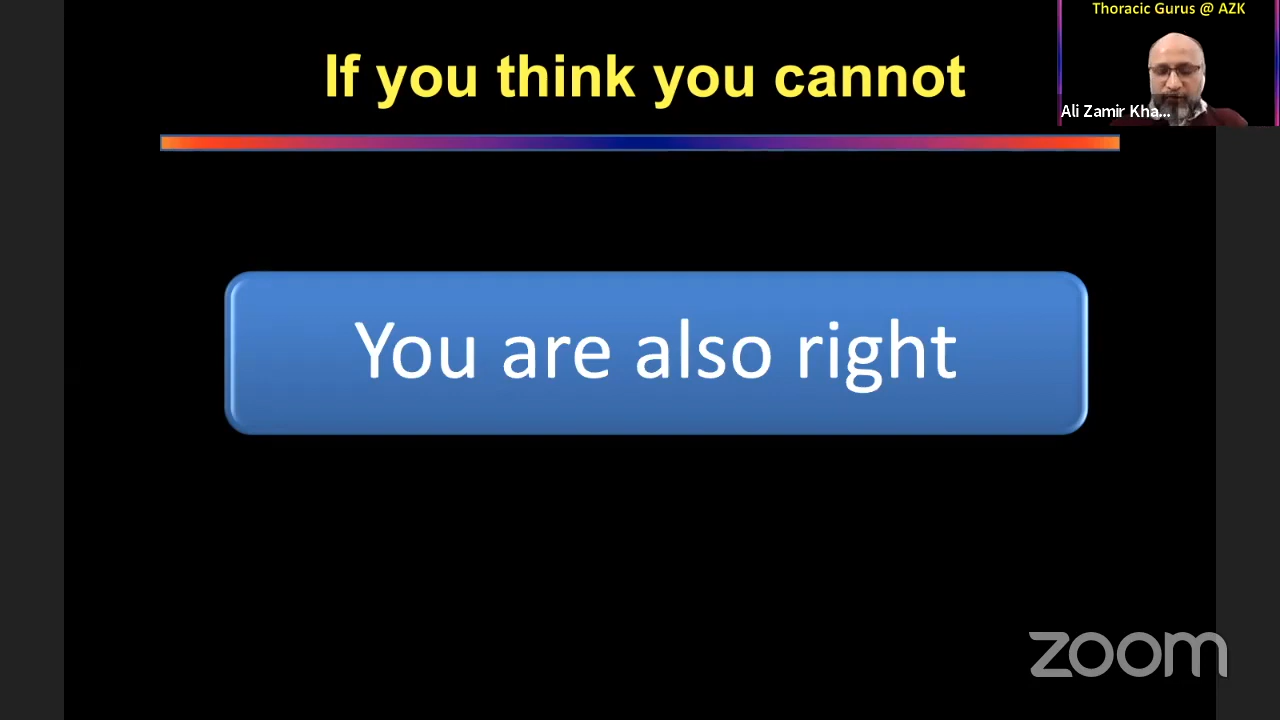 Thoracic Gurus @ AZK
If you think you cannot
Ali Zamir Kha...
You are also right
zoom